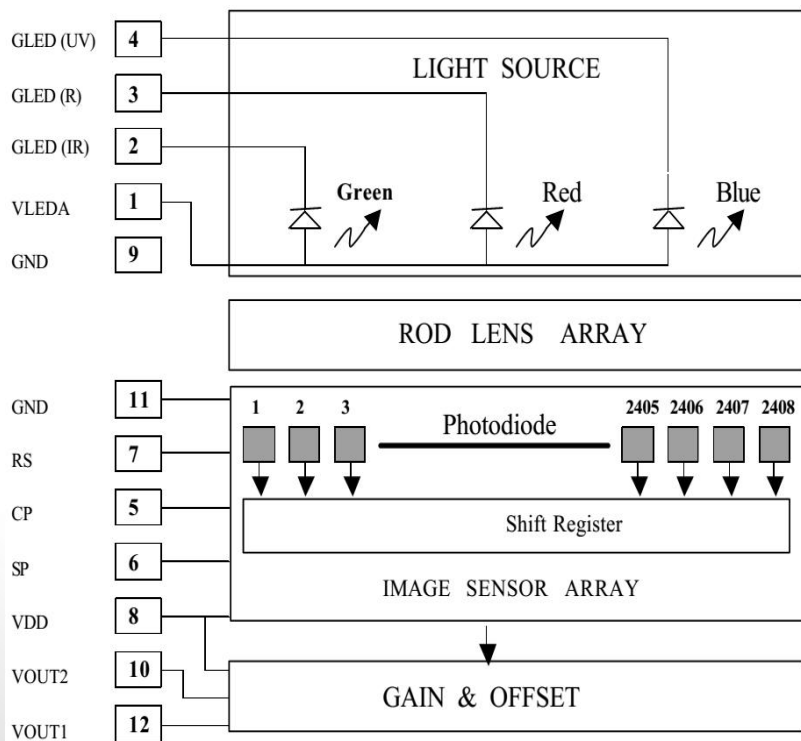 GLED (UV) 4
LIGHT SOURCE
GLED (R) 3
GLED (IR) 2
Green Red Blue
VLEDA 1
GND 9
ROD LENS ARRAY
GND 11
1 2 3 2405 2406 2407 2408
Photodiode
RS 7
CP 5
Shift Register
SP 6
IMAGE SENSOR ARRAY
VDD 8
VOUT2 10
GAIN & OFFSET
VOUT1 12